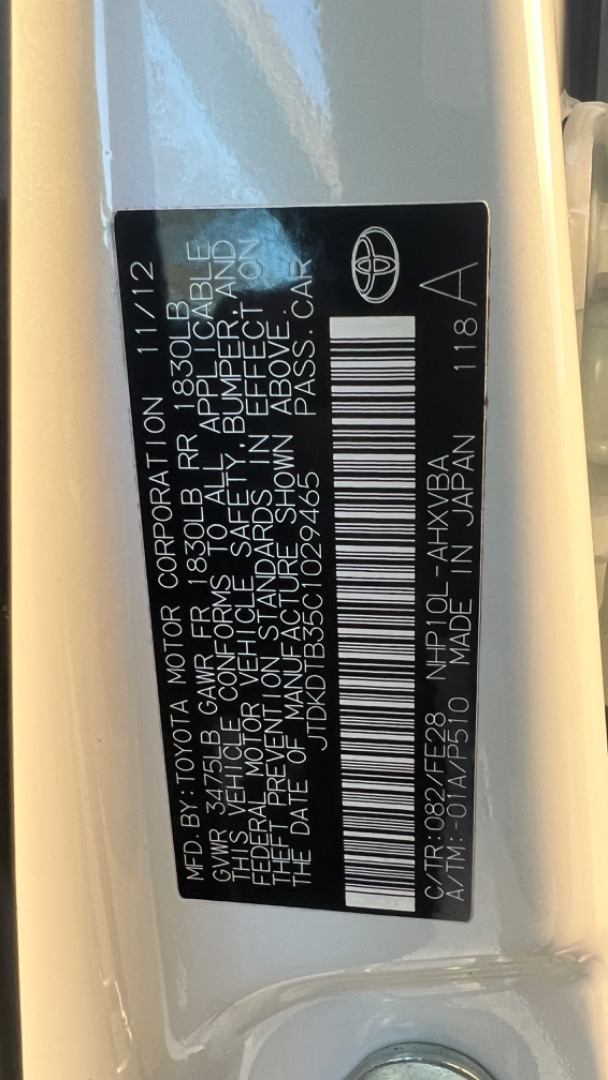 MFD. BY: TOYOTA MOTOR CORPORATION 11/12
GVWR 3475LB GAWR FR 1830LB RR 1830LB
THIS VEHICLE CONFORMS TO ALL APPLICABLE
FEDERAL MOTOR VEHICLE SAFETY, BUMPER, AND
THEFT PREVENTION STANDARDS IN EFFECT ON
THE DATE OF MANUFACTURE SHOWN ABOVE.
JTDKDTB35C1029465 PASS. CAR
C/TR: 082/FE28 NHP10L-AHXVBA
A/TM: -01A/P510 MADE IN JAPAN 118 A